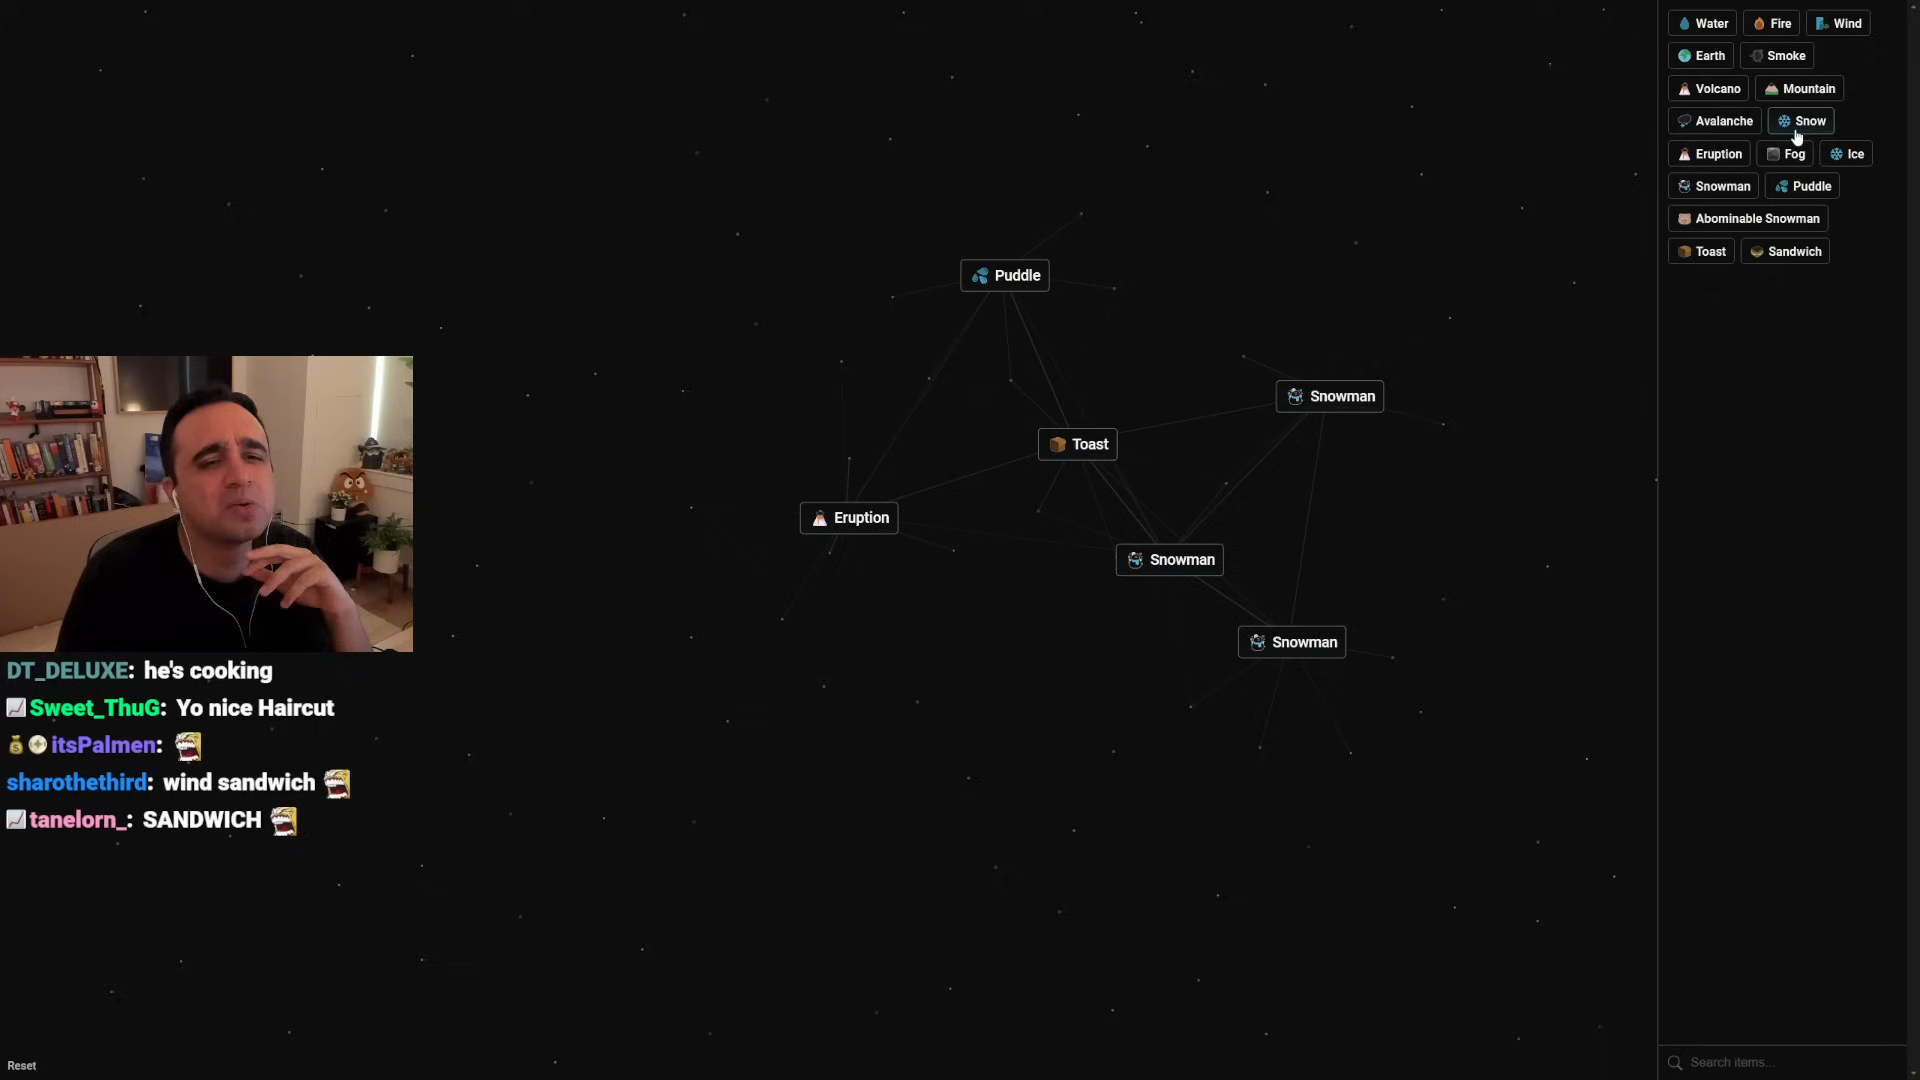 Water Fire Wind
Earth Smoke
Volcano Mountain
Avalanche Snow
Eruption Fog Ice
Snowman Puddle
Abominable Snowman
Toast Sandwich
Puddle
Snowman
Toast
Eruption
Snowman
Snowman
DT_DELUXE: he's cooking
Sweet_ThuG: Yo nice Haircut
itsPalmen:
sharothethird: wind sandwich
tanelorn_: SANDWICH
Reset
Search items...